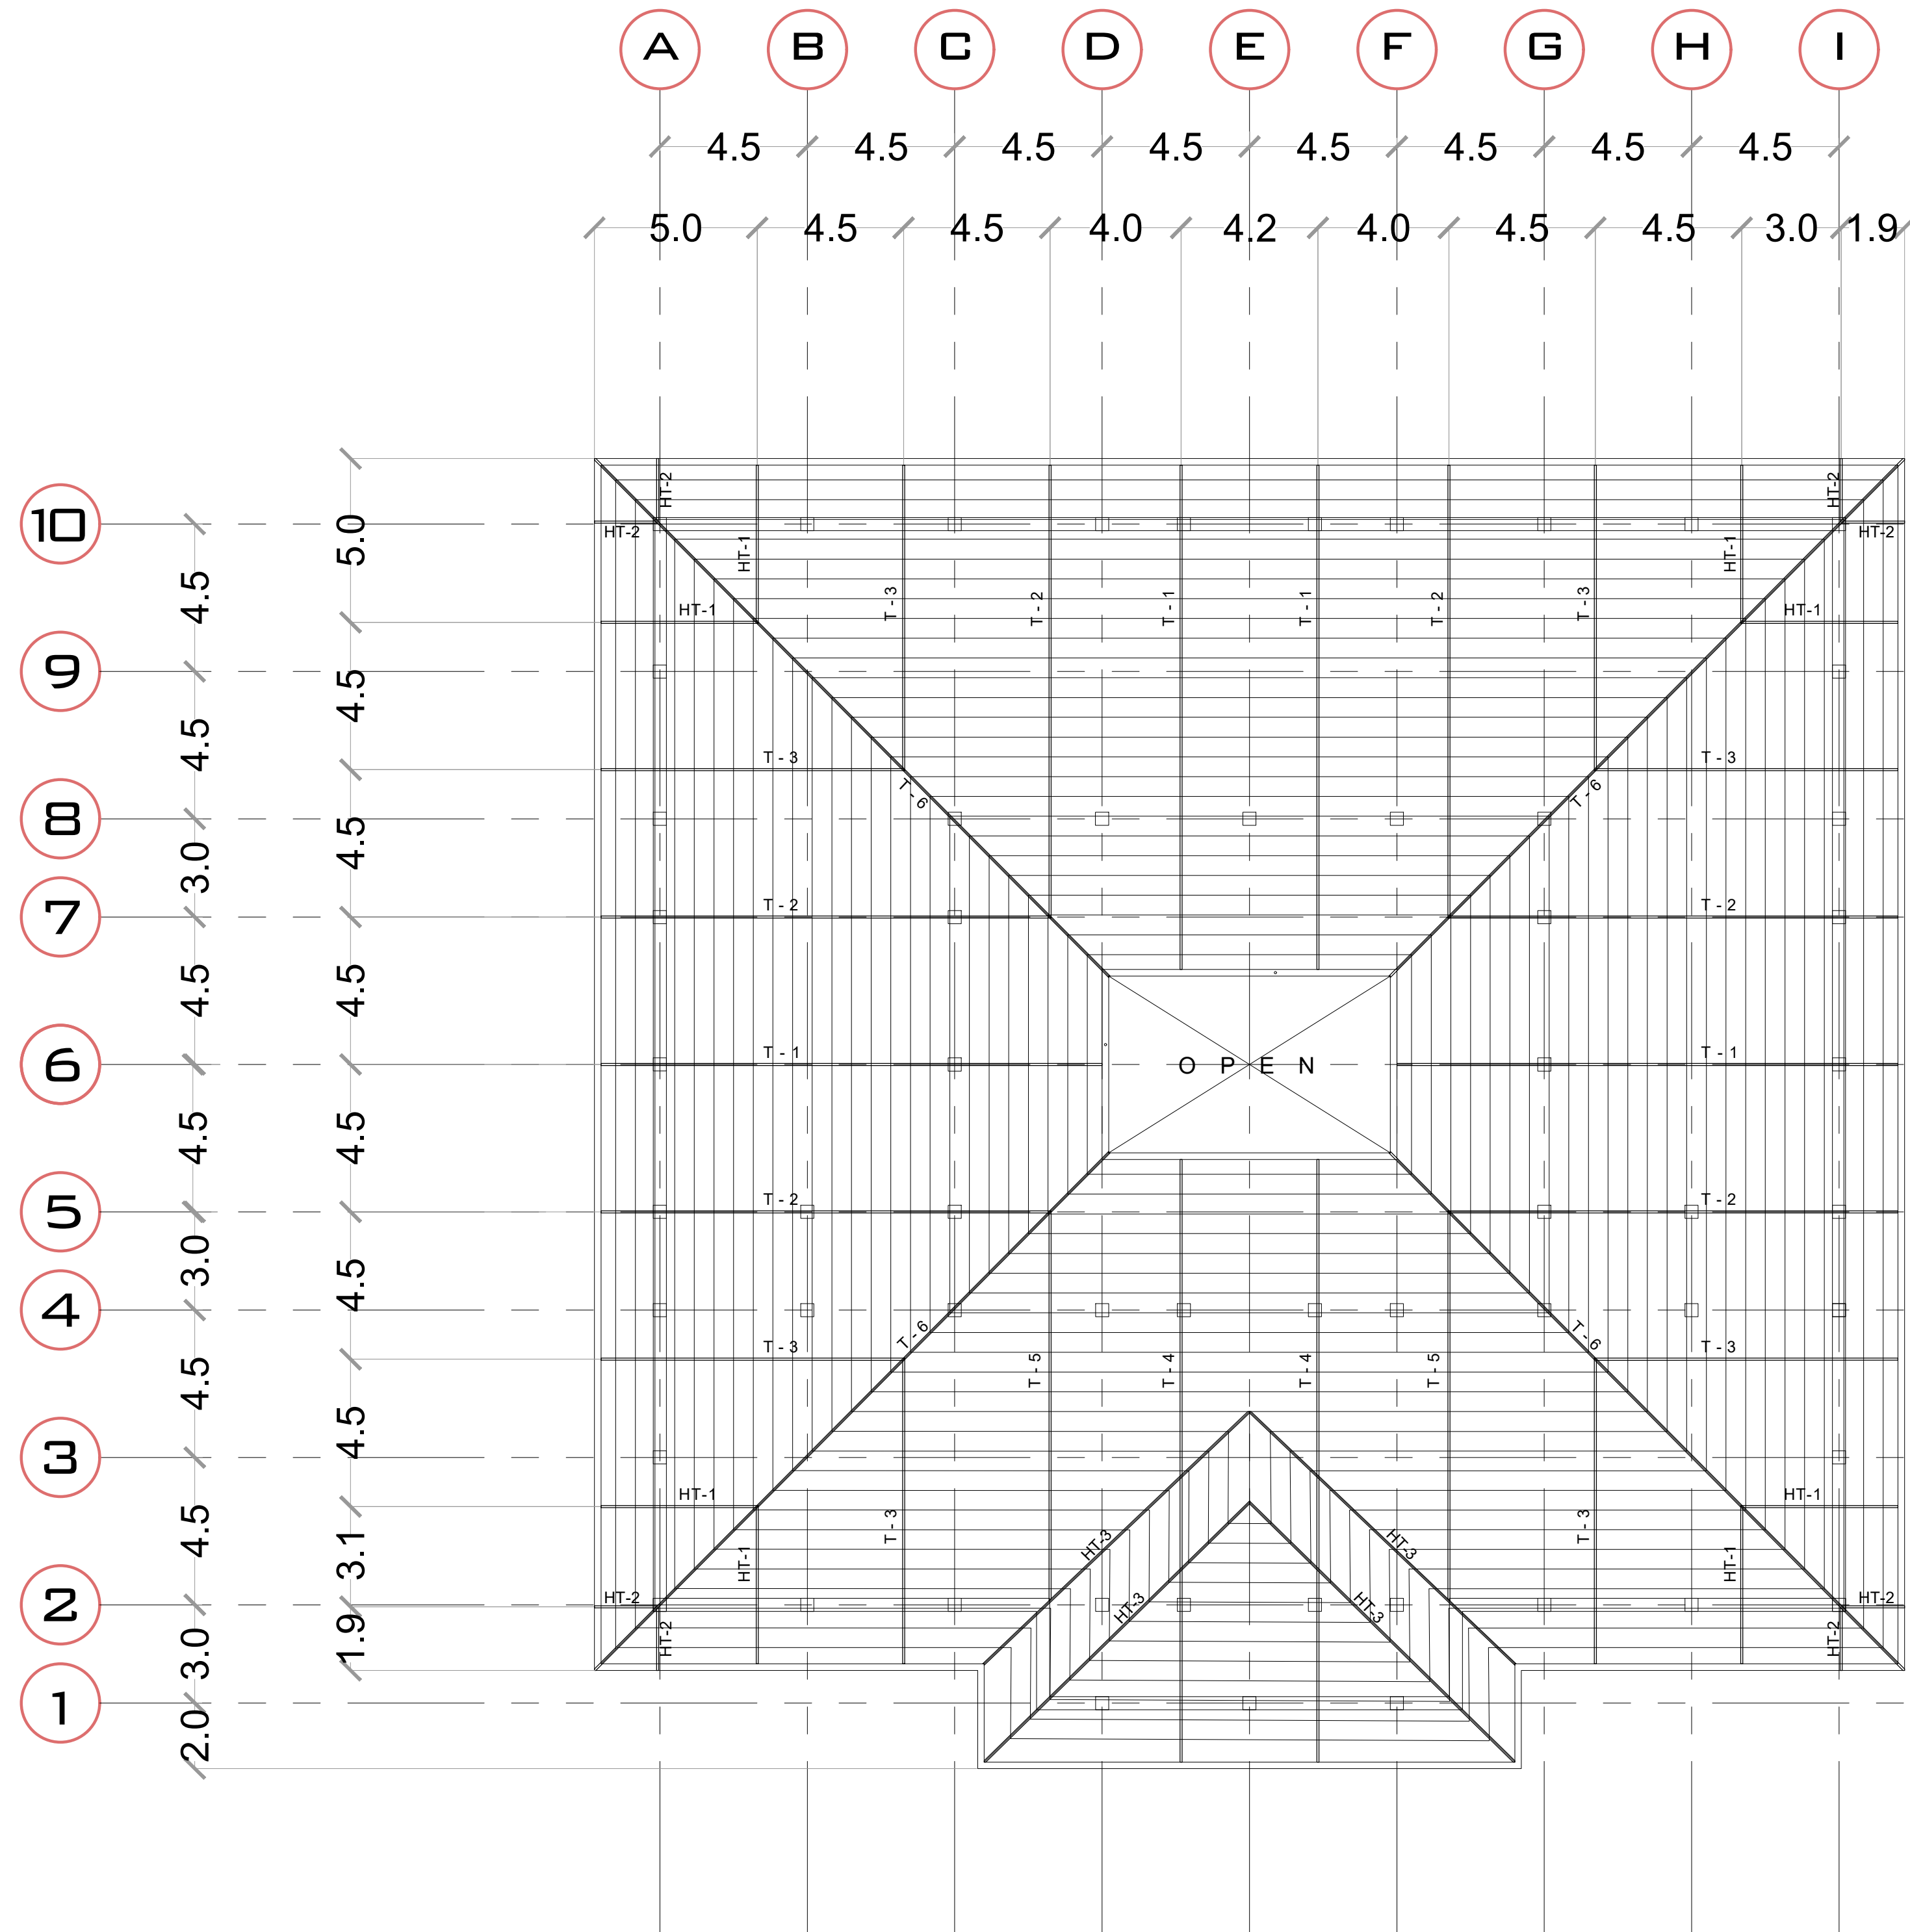 A B C D E F G H I
4.5 4.5 4.5 4.5 4.5 4.5 4.5 4.5
5.0 4.5 4.5 4.0 4.2 4.0 4.5 4.5 3.0 1.9
HT-2 HT-2
10 HT-2 HT-2
5.0 HT-1 HT-1
4.5 HT-1 T - 3 T - 2 T - 1 T - 1 T - 2 T - 3 HT-1
9
4.5
4.5 T - 3 T - 3
T - 6 T - 6
8
4.5
3.0
7 T - 2 T - 2
4.5 4.5
6 T - 1 O P E N T - 1
4.5 4.5
5 T - 2 T - 2
3.0 4.5
4
T - 6 T - 6
4.5 T - 3 T - 5 T - 4 T - 4 T - 5 T - 3
3 4.5
HT-1 HT-1
4.5 T - 3 HT-3 HT-3 T - 3
3.1 HT-1 HT-1
2 HT-2 HT-3 HT-3 HT-2
3.0 1.9 HT-2 HT-2
1
2.0